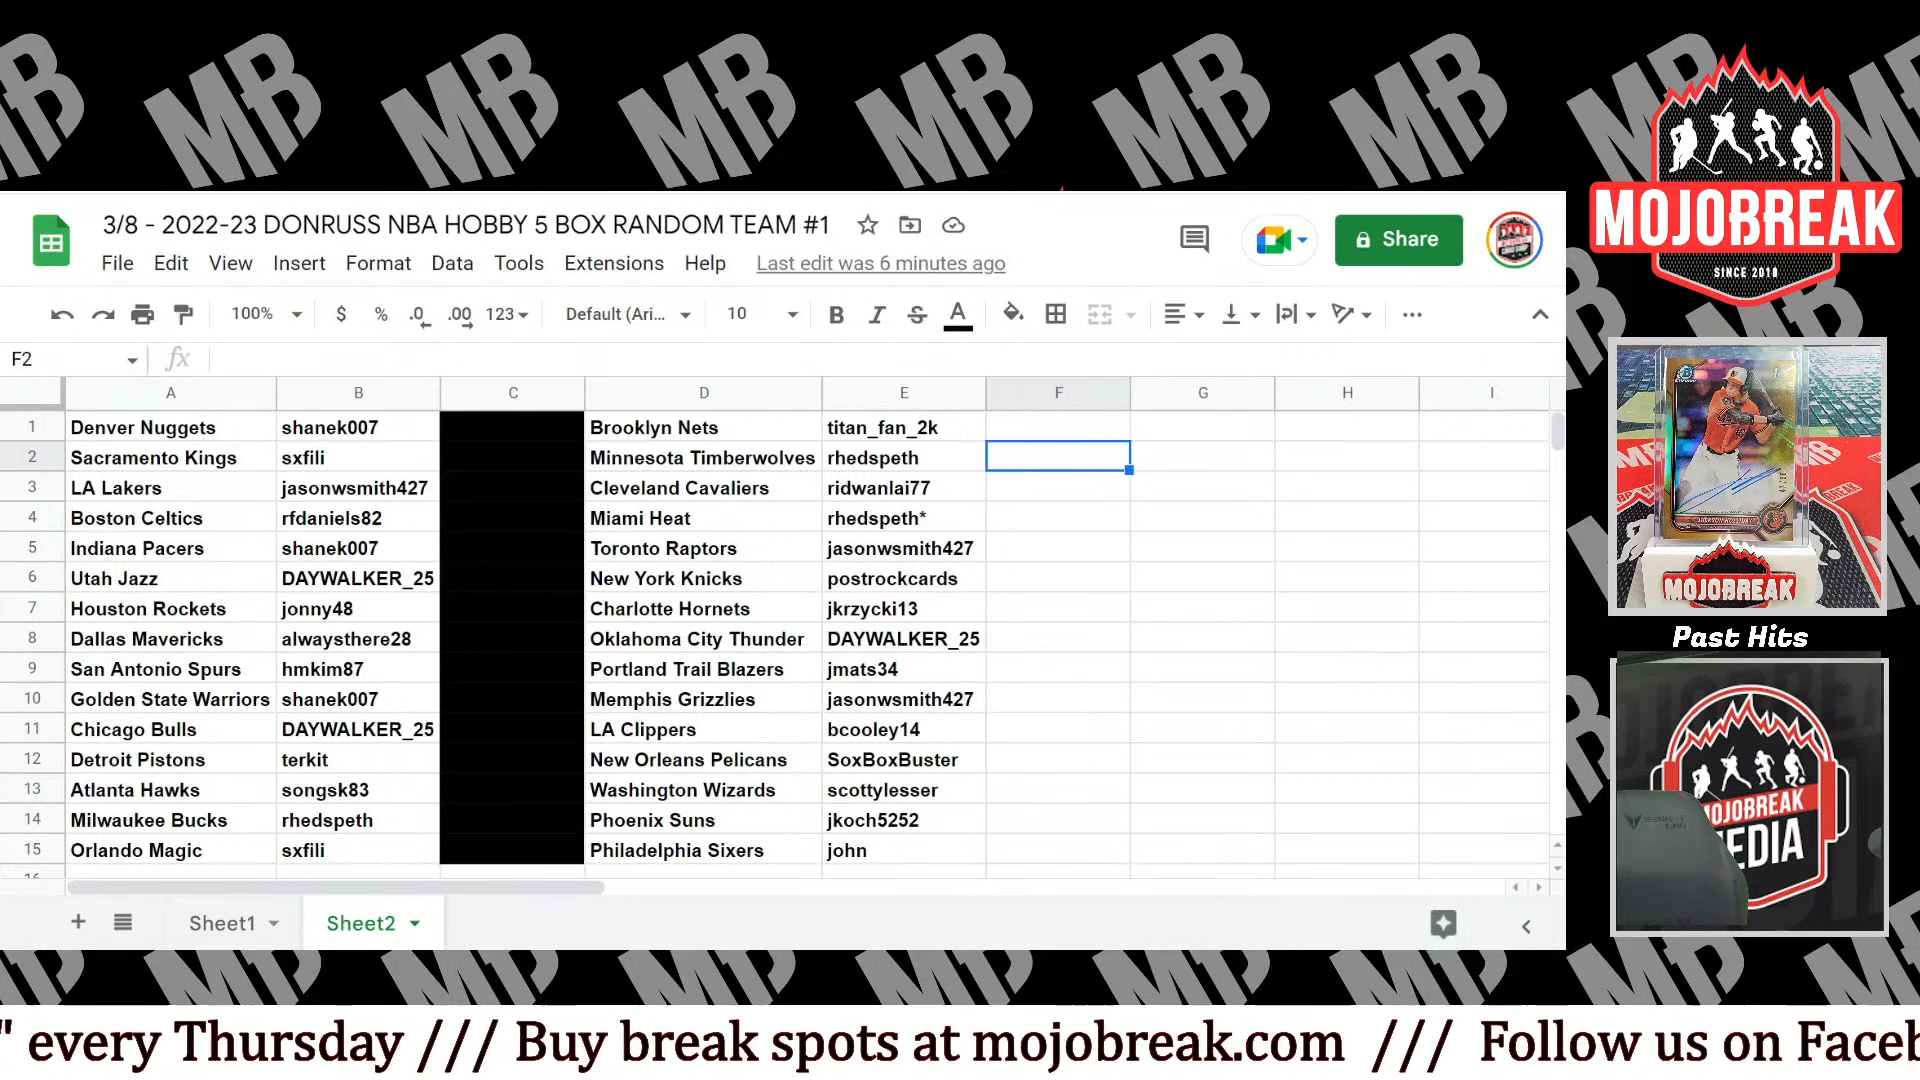 3/8 - 2022-23 DONRUSS NBA HOBBY 5 BOX RANDOM TEAM #1
File Edit View Insert Format Data Tools Extensions Help Last edit was 6 minutes ago
Share
100% $ % .0 .00 123 Default (Ari... 10 B I S A
F2 fx
A B C D E F G H I
1 Denver Nuggets shanek007 Brooklyn Nets titan_fan_2k
2 Sacramento Kings sxfili Minnesota Timberwolves rhedspeth
3 LA Lakers jasonwsmith427 Cleveland Cavaliers ridwanlai77
4 Boston Celtics rfdaniels82 Miami Heat rhedspeth*
5 Indiana Pacers shanek007 Toronto Raptors jasonwsmith427
6 Utah Jazz DAYWALKER_25 New York Knicks postrockcards
7 Houston Rockets jonny48 Charlotte Hornets jkrzycki13
8 Dallas Mavericks alwaysthere28 Oklahoma City Thunder DAYWALKER_25
9 San Antonio Spurs hmkim87 Portland Trail Blazers jmats34
10 Golden State Warriors shanek007 Memphis Grizzlies jasonwsmith427
11 Chicago Bulls DAYWALKER_25 LA Clippers bcooley14
12 Detroit Pistons terkit New Orleans Pelicans SoxBoxBuster
13 Atlanta Hawks songsk83 Washington Wizards scottylesser
14 Milwaukee Bucks rhedspeth Phoenix Suns jkoch5252
15 Orlando Magic sxfili Philadelphia Sixers john
Sheet1 Sheet2
MOJOBREAK
SINCE 2018
JACKSON HOLLIDAY
MOJOBREAK
Past Hits
MOJOBREAK
EDIA
" every Thursday /// Buy break spots at mojobreak.com /// Follow us on Faceb